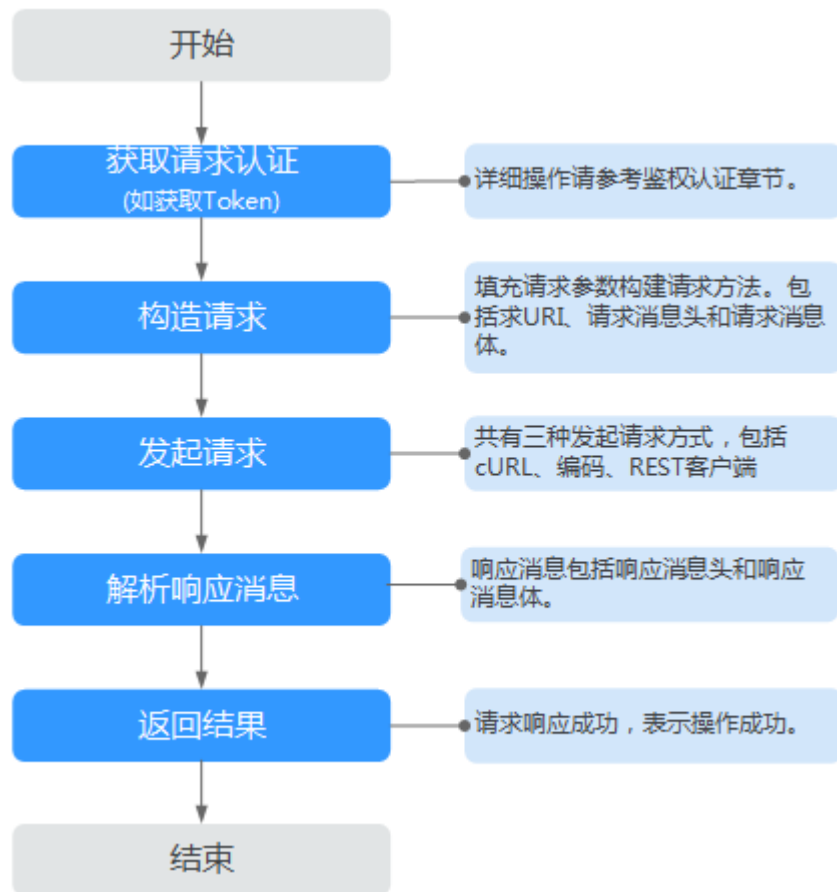 开始
获取请求认证
(如获取Token)
详细操作请参考鉴权认证章节。
构造请求
填充请求参数构建请求方法。包
括求URI、请求消息头和请求消息
体。
发起请求
共有三种发起请求方式，包括
cURL、编码、REST客户端
解析响应消息
响应消息包括响应消息头和响应
消息体。
返回结果
请求响应成功，表示操作成功。
结束